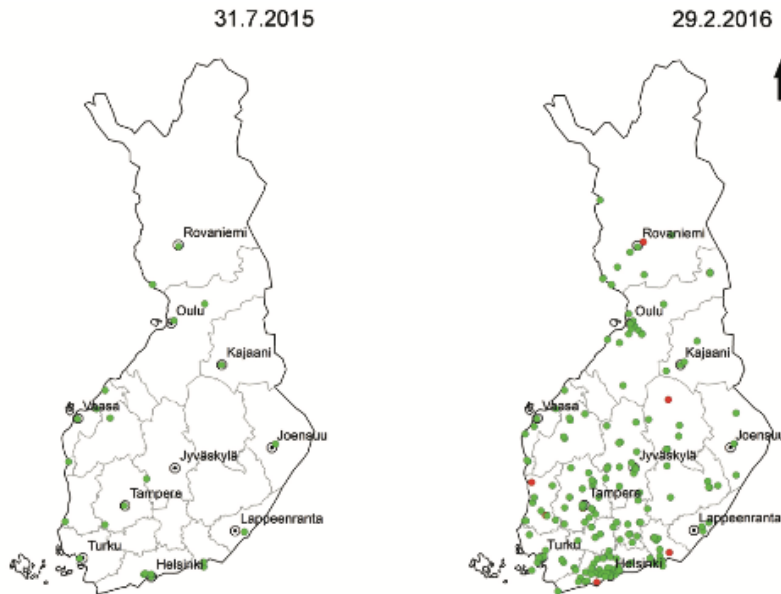 31.7.2015
29.2.2016
Rovaniemi
Oulu
Kajaani
Vaasa
Joensuu
Jyväskylä
Tampere
Lappeenranta
Turku
Helsinki
Rovaniemi
Oulu
Kajaani
Vaasa
Joensuu
Jyväskylä
Tampere
Lappeenranta
Turku
Helsinki